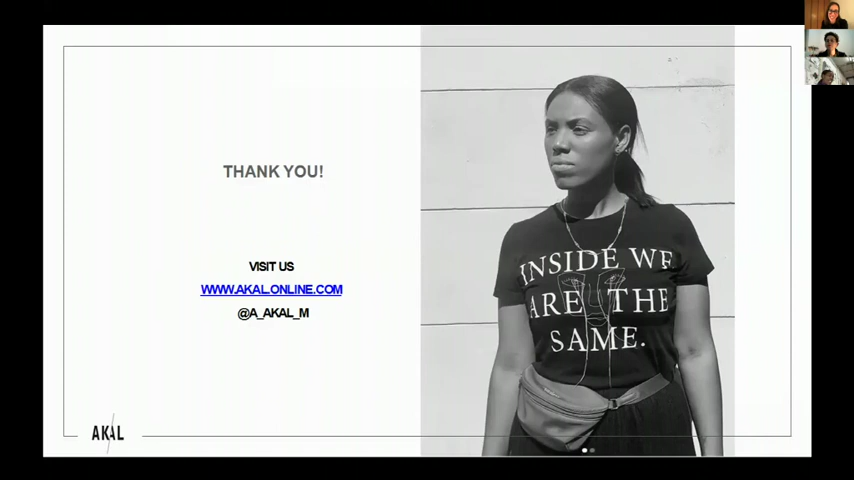 THANK YOU!
VISIT US
WWW.AKALONLINE.COM
@A_AKAL_M
AKAL
INSIDE WE
ARE THE
SAME.